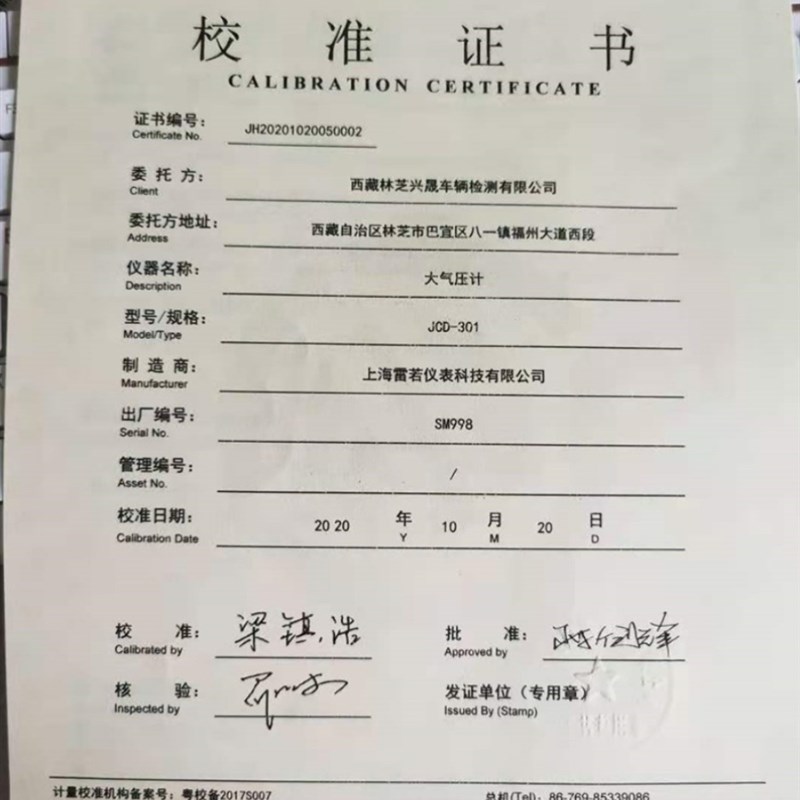 校准证书
CALIBRATION CERTIFICATE
证书编号: JH20201020050002
Certificate No.
委托方: 西藏林芝兴晟车辆检测有限公司
Client
委托方地址: 西藏自治区林芝市巴宜区八一镇福州大道西段
Address
仪器名称: 大气压计
Description
型号/规格: JCD-301
Model/Type
制造商: 上海雷若仪表科技有限公司
Manufacturer
出厂编号: SM998
Serial No.
管理编号: /
Asset No.
校准日期: 2020 年 10 月 20 日
Calibration Date Y M D
校准: 梁镇浩 批准:
Calibrated by Approved by
核验: 发证单位（专用章）
Inspected by Issued By (Stamp)
计量校准机构备案号: 粤校备2017S007 总机(Tel): 86-769-85339086